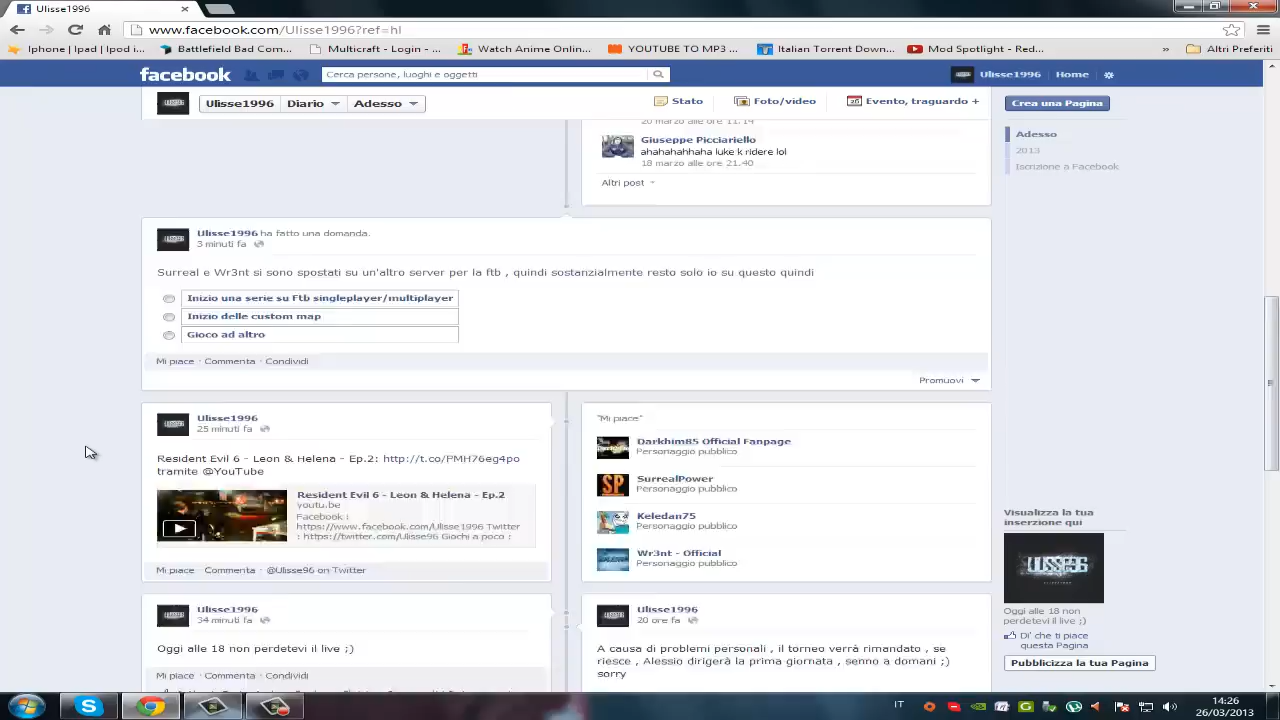 Ulisse1996
www.facebook.com/Ulisse1996?ref=hl
Iphone | Ipad | Ipod i...
Battlefield Bad Com...
Multicraft - Login - ...
Watch Anime Online...
YOUTUBE TO MP3 ...
Italian Torrent Down...
Mod Spotlight - Red...
»
Altri Preferiti
facebook
Cerca persone, luoghi e oggetti
Ulisse1996
Home
Ulisse1996
Diario
Adesso
Stato
Foto/video
Evento, traguardo +
Crea una Pagina
Adesso
2013
Iscrizione a Facebook
20 marzo alle ore 11.14
Giuseppe Picciariello
ahahahahhaha luke k ridere lol
18 marzo alle ore 21.40
Altri post
Ulisse1996 ha fatto una domanda.
3 minuti fa
Surreal e Wr3nt si sono spostati su un'altro server per la ftb , quindi sostanzialmente resto solo io su questo quindi
Inizio una serie su Ftb singleplayer/multiplayer
Inizio delle custom map
Gioco ad altro
Mi piace · Commenta · Condividi
Promuovi
Ulisse1996
25 minuti fa
Resident Evil 6 - Leon & Helena - Ep.2: http://t.co/PMH76eg4po
tramite @YouTube
Resident Evil 6 - Leon & Helena - Ep.2
youtu.be
Facebook :
https://www.facebook.com/Ulisse1996 Twitter
: https://twitter.com/Ulisse96 Giochi a poco :
Mi piace · Commenta · @Ulisse96 on Twitter
"Mi piace"
Darkhim85 Official Fanpage
Personaggio pubblico
SP
SurrealPower
Personaggio pubblico
Keledan75
Personaggio pubblico
Wr3nt - Official
Personaggio pubblico
Visualizza la tua
inserzione qui
ULISSE96
Oggi alle 18 non
perdetevi il live ;)
Di' che ti piace
questa Pagina
Pubblicizza la tua Pagina
Ulisse1996
34 minuti fa
Oggi alle 18 non perdetevi il live ;)
Mi piace · Commenta · Condividi
Ulisse1996
20 ore fa
A causa di problemi personali , il torneo verrà rimandato , se
riesce , Alessio dirigerà la prima giornata , senno a domani ;)
sorry
IT
14:26
26/03/2013